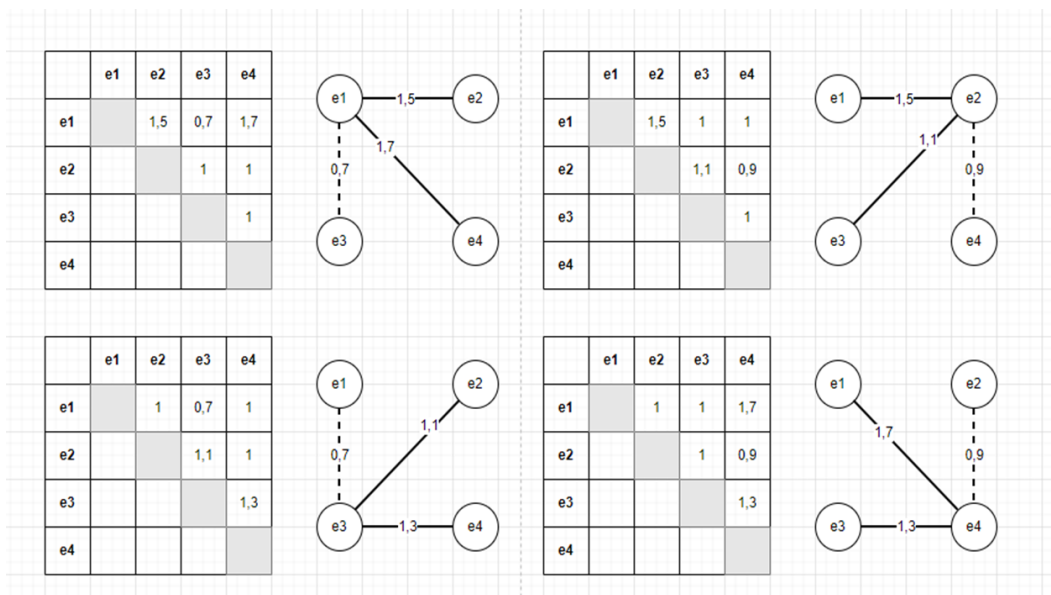 e1 e2 e3 e4
e1 1,5 0,7 1,7
e2 1 1
e3 1
e4
e1 1,5 e2
1,7
0,7
e3 e4
e1 e2 e3 e4
e1 1,5 1 1
e2 1,1 0,9
e3 1
e4
e1 1,5 e2
1,1
0,9
e3 e4
e1 e2 e3 e4
e1 1 0,7 1
e2 1,1 1
e3 1,3
e4
e1 e2
1,1
0,7
e3 1,3 e4
e1 e2 e3 e4
e1 1 1 1,7
e2 1 0,9
e3 1,3
e4
e1 e2
1,7
0,9
e3 1,3 e4